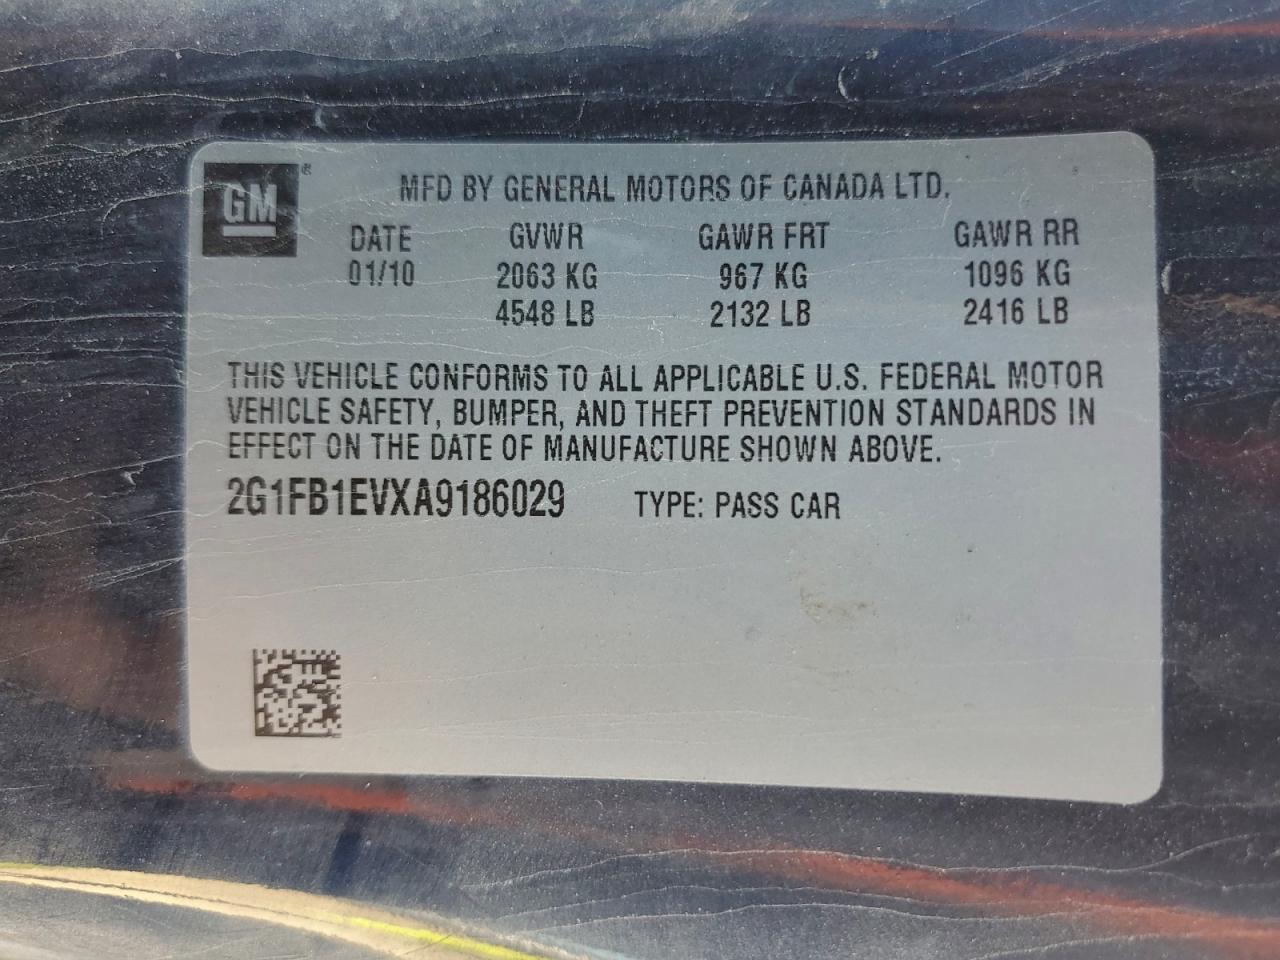 GM®
MFD BY GENERAL MOTORS OF CANADA LTD.
DATE GVWR GAWR FRT GAWR RR
01/10 2063 KG 967 KG 1096 KG
4548 LB 2132 LB 2416 LB
THIS VEHICLE CONFORMS TO ALL APPLICABLE U.S. FEDERAL MOTOR
VEHICLE SAFETY, BUMPER, AND THEFT PREVENTION STANDARDS IN
EFFECT ON THE DATE OF MANUFACTURE SHOWN ABOVE.
2G1FB1EVXA9186029 TYPE: PASS CAR